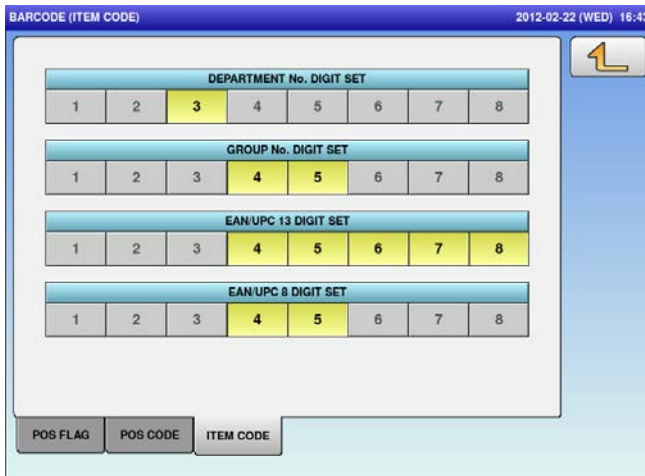 BARCODE (ITEM CODE) 2012-02-22 (WED) 16:43
DEPARTMENT No. DIGIT SET
1 2 3 4 5 6 7 8
GROUP No. DIGIT SET
1 2 3 4 5 6 7 8
EAN/UPC 13 DIGIT SET
1 2 3 4 5 6 7 8
EAN/UPC 8 DIGIT SET
1 2 3 4 5 6 7 8
POS FLAG POS CODE ITEM CODE